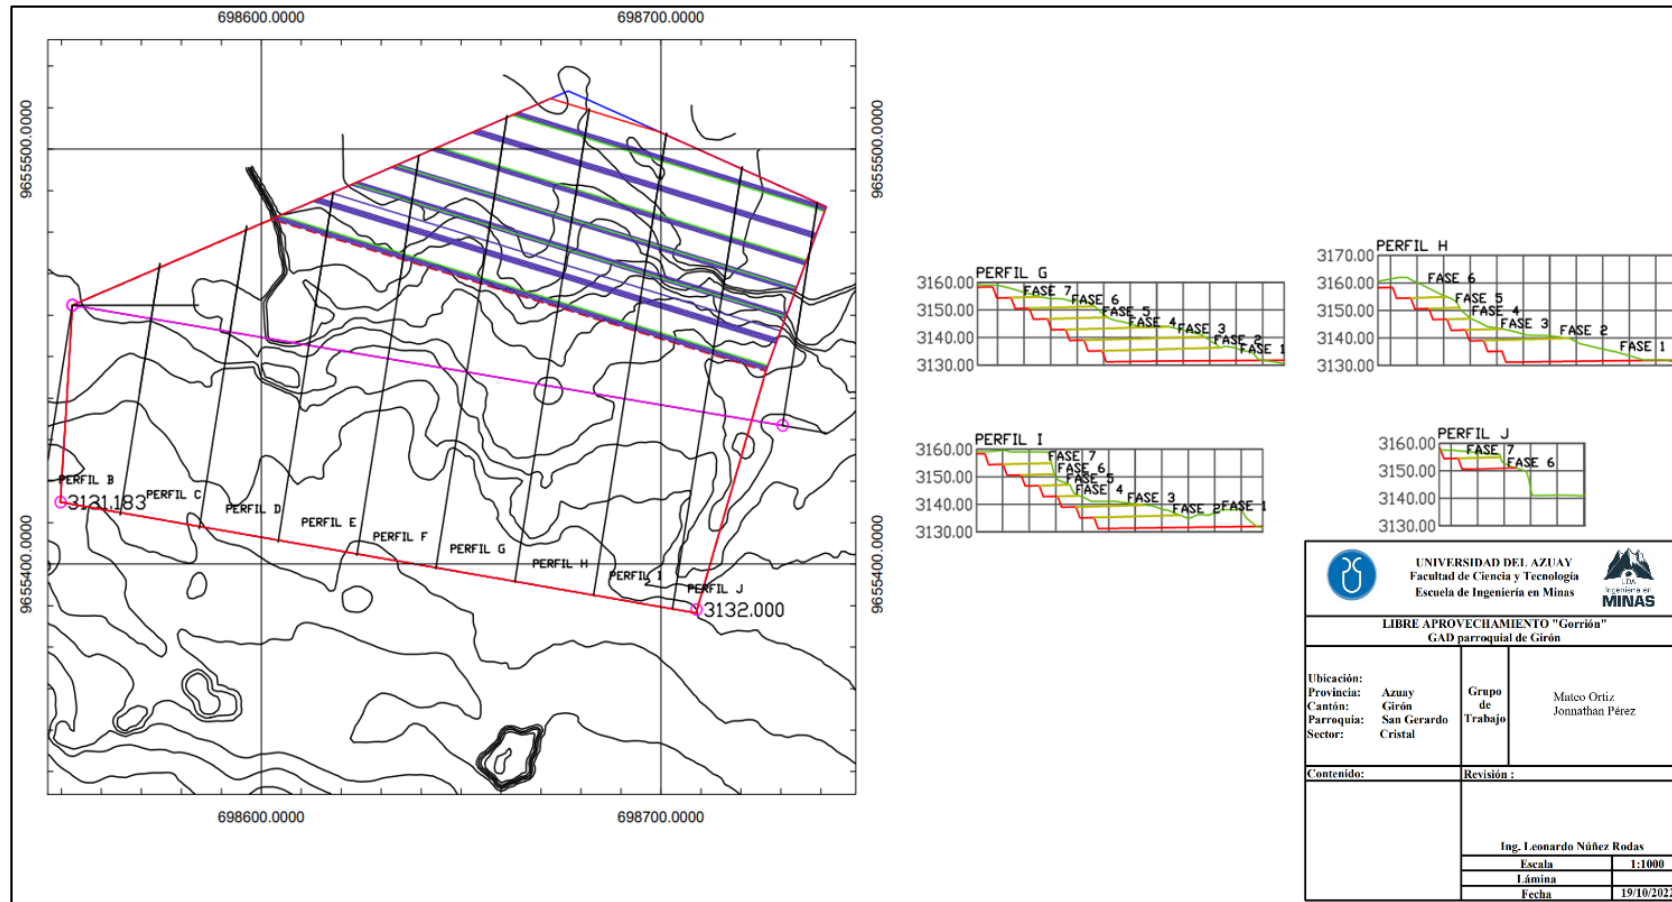 698600.0000
698700.0000
9655500.0000
9655500.0000
9655400.0000
9655400.0000
PERFIL B
3131.183
PERFIL C
PERFIL D
PERFIL E
PERFIL F
PERFIL G
PERFIL H
PERFIL I
PERFIL J
3132.000
698600.0000
698700.0000
PERFIL G
3160.00
3150.00
3140.00
3130.00
FASE 7
FASE 6
FASE 5
FASE 4
FASE 3
FASE 2
FASE 1
PERFIL H
3170.00
3160.00
3150.00
3140.00
3130.00
FASE 6
FASE 5
FASE 4
FASE 3
FASE 2
FASE 1
PERFIL I
3160.00
3150.00
3140.00
3130.00
FASE 7
FASE 6
FASE 5
FASE 4
FASE 3
FASE 2
FASE 1
PERFIL J
3160.00
3150.00
3140.00
3130.00
FASE 7
FASE 6
UNIVERSIDAD DEL AZUAY
Facultad de Ciencia y Tecnología
Escuela de Ingeniería en Minas
UDA
Ingeniería en
MINAS
LIBRE APROVECHAMIENTO "Gorrión"
GAD parroquial de Girón
Ubicación:
Provincia: Azuay
Cantón: Girón
Parroquia: San Gerardo
Sector: Cristal
Grupo
de
Trabajo
Mateo Ortiz
Jonnathan Pérez
Contenido:
Revisión :
Ing. Leonardo Núñez Rodas
Escala 1:1000
Lámina
Fecha 19/10/2022